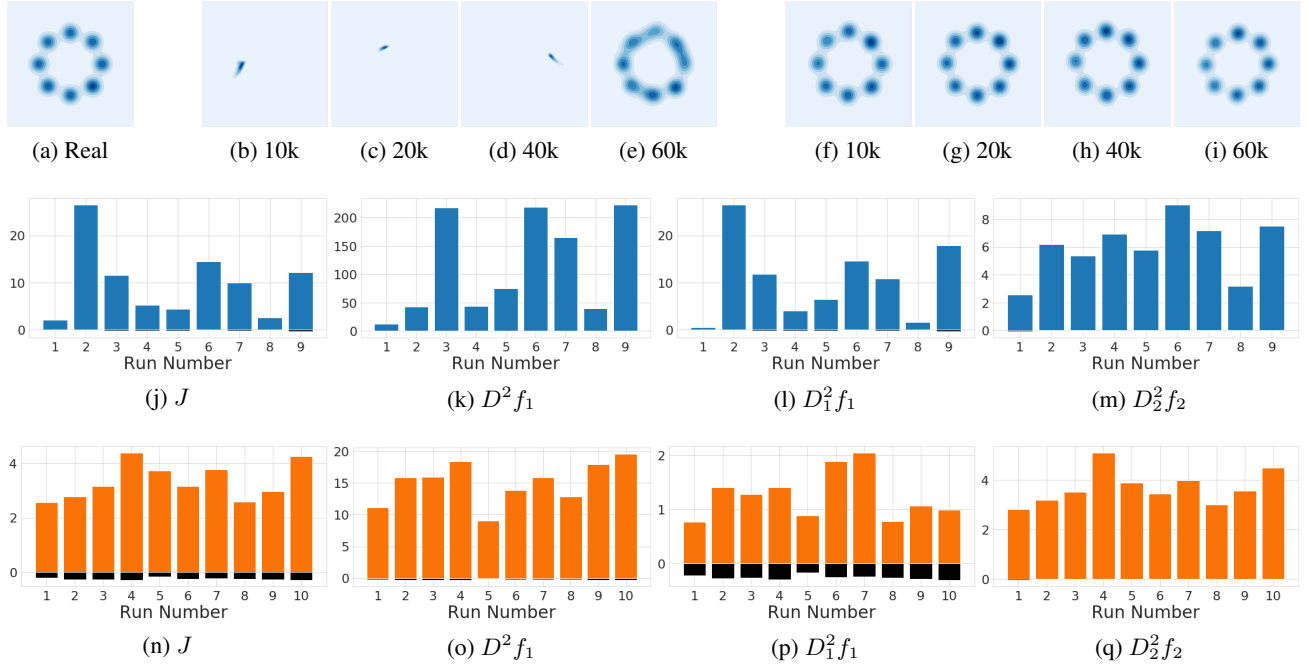 (a) Real (b) 10k (c) 20k (d) 40k (e) 60k (f) 10k (g) 20k (h) 40k (i) 60k
20
10
0
1 2 3 4 5 6 7 8 9
Run Number
(j) J
200
150
100
50
0
1 2 3 4 5 6 7 8 9
Run Number
(k) D²f₁
20
10
0
1 2 3 4 5 6 7 8 9
Run Number
(l) D₁²f₁
8
6
4
2
0
1 2 3 4 5 6 7 8 9
Run Number
(m) D₂²f₂
4
2
0
1 2 3 4 5 6 7 8 9 10
Run Number
(n) J
20
15
10
5
0
1 2 3 4 5 6 7 8 9 10
Run Number
(o) D²f₁
2
1
0
1 2 3 4 5 6 7 8 9 10
Run Number
(p) D₁²f₁
4
2
0
1 2 3 4 5 6 7 8 9 10
Run Number
(q) D₂²f₂